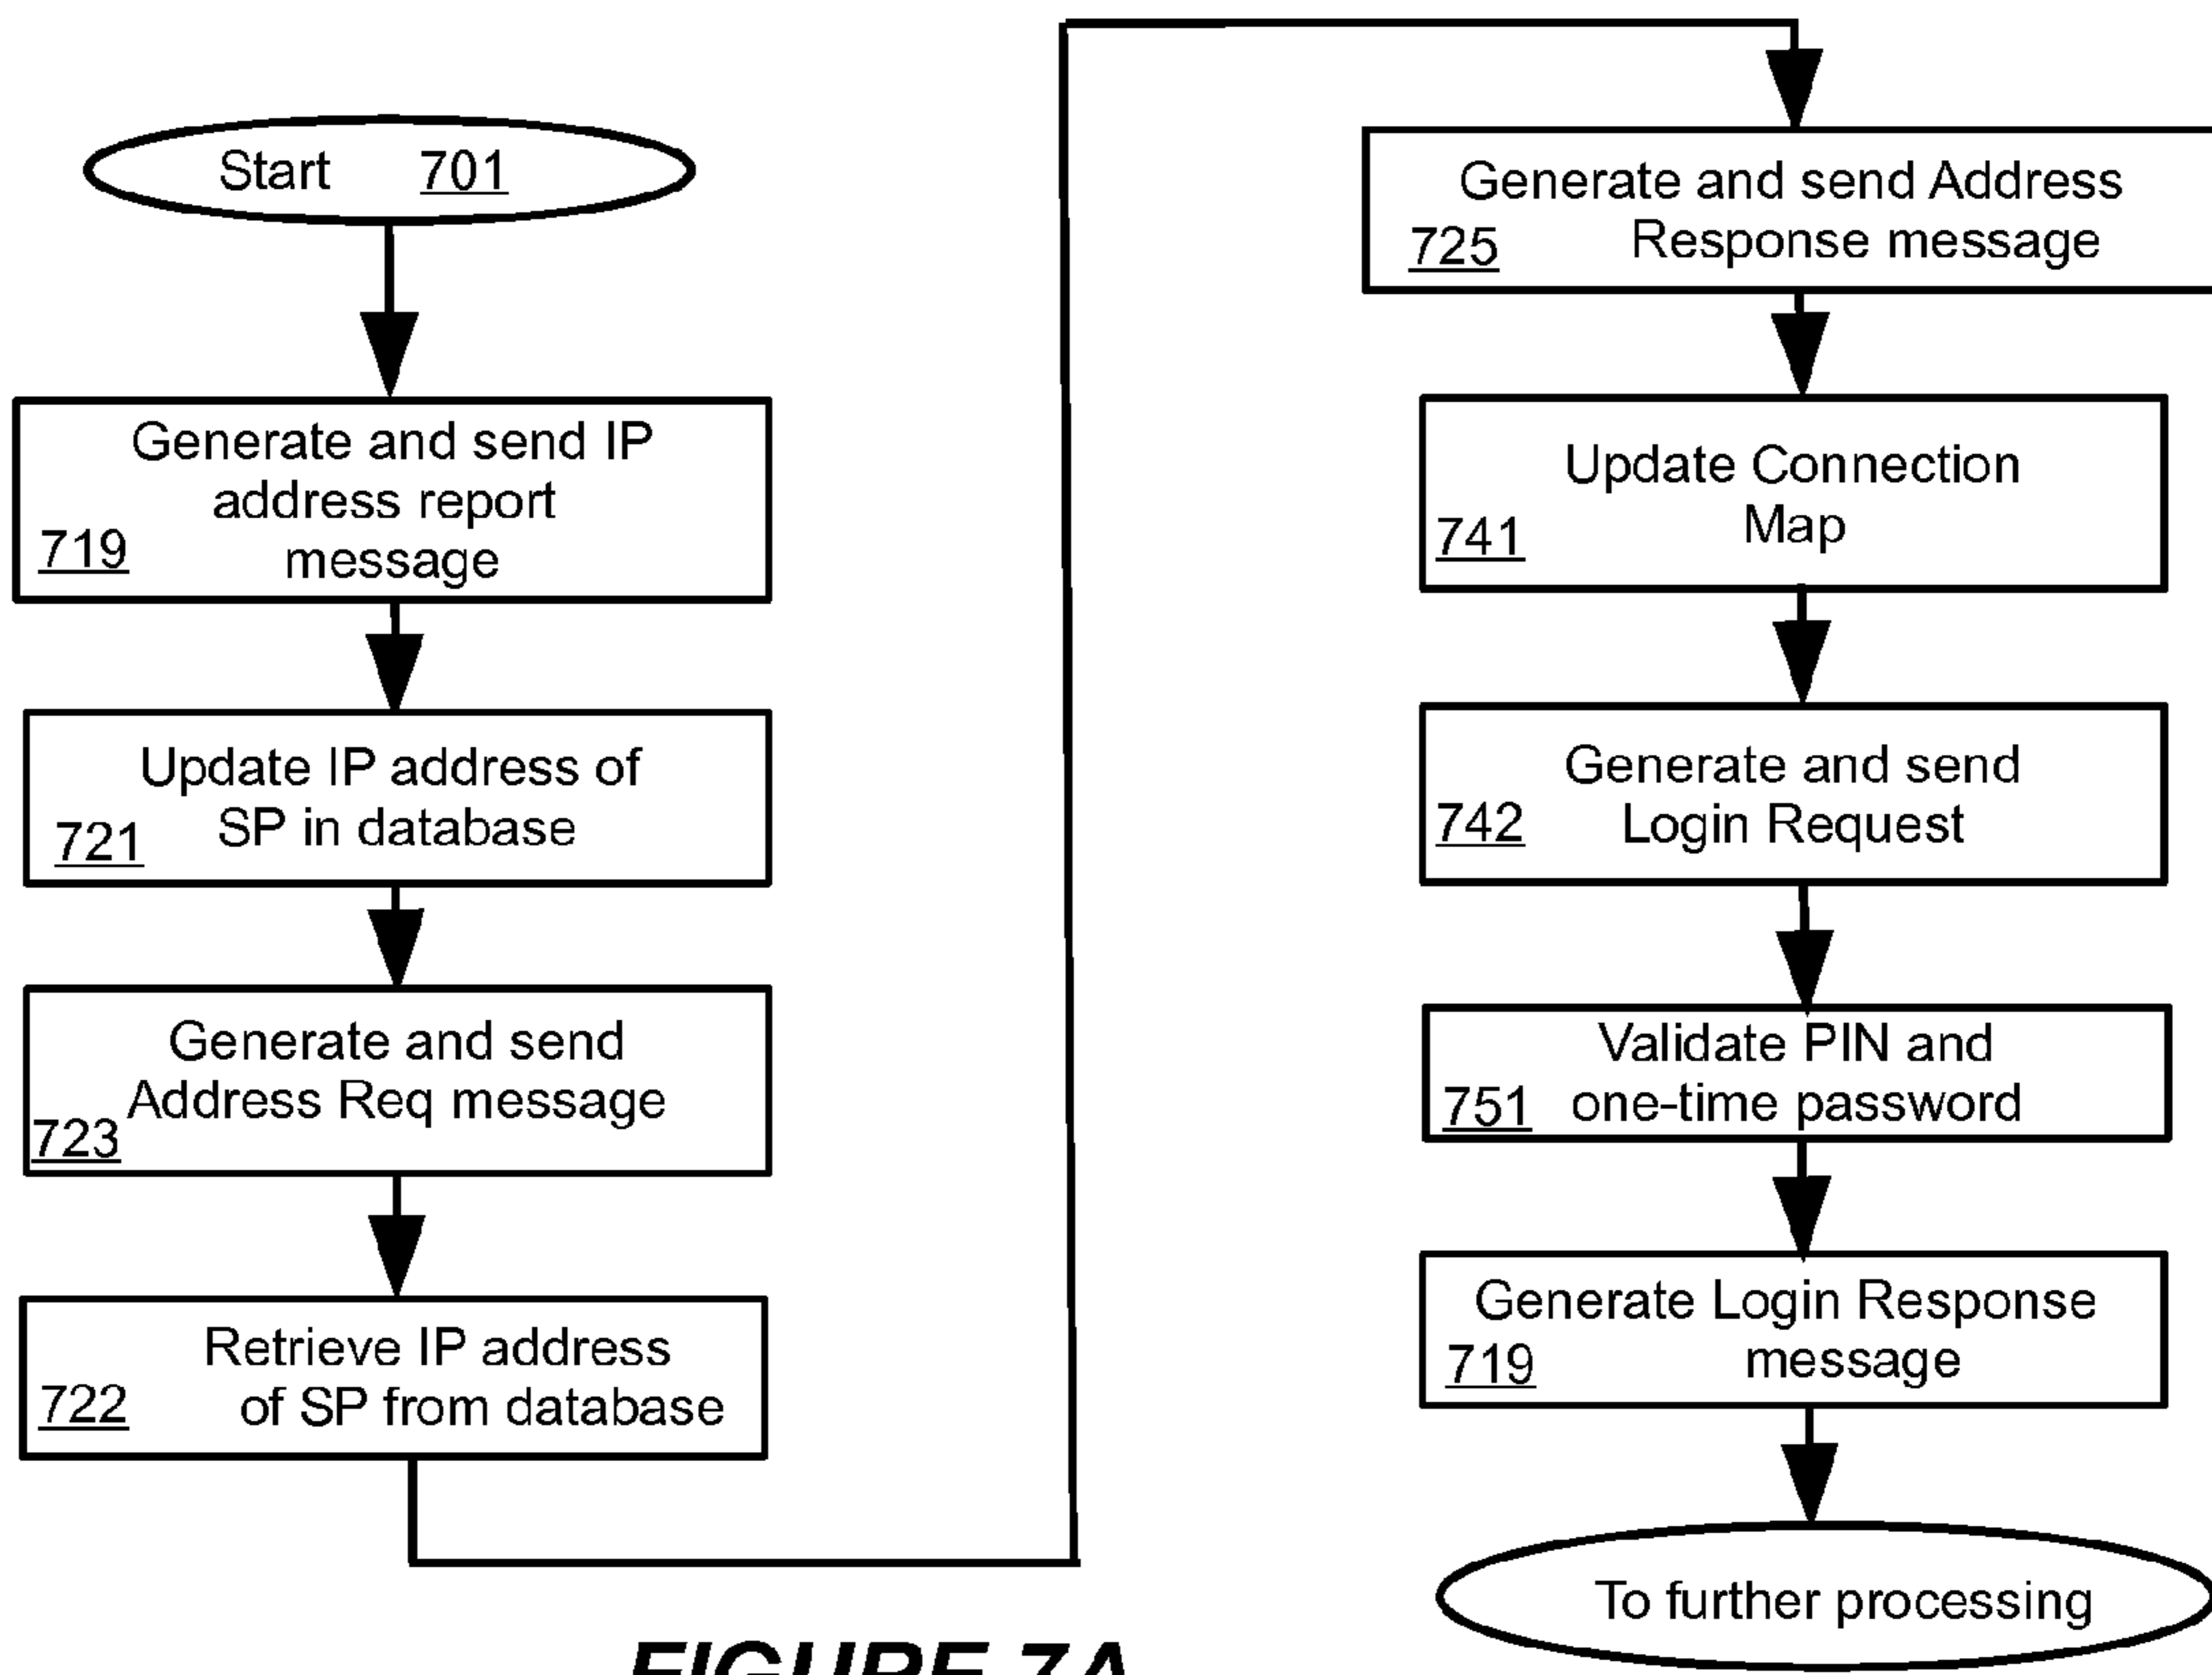 Start 701
Generate and send IP
address report
719
message
Update IP address of
SP in database
721
Generate and send
Address Req message
723
Retrieve IP address
722 of SP from database
Generate and send Address
725 Response message
Update Connection
Map
741
Generate and send
742 Login Request
Validate PIN and
751 one-time password
Generate Login Response
719 message
To further processing
FIGURE 7A